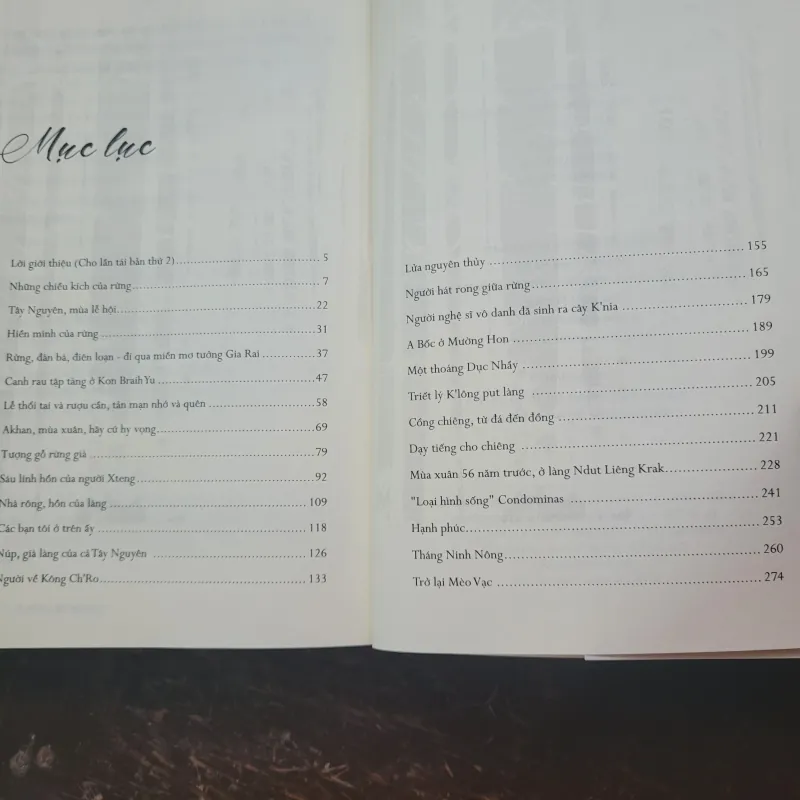 Mục lục
Lời giới thiệu (Cho lần tái bản thứ 2) 5
Những chiều kích của rừng 7
Tây Nguyên, mùa lễ hội 22
Hiền minh của rừng 31
Rừng, đàn bà, điên loạn - đi qua miền mơ tưởng Gia Rai 37
Canh rau tập tàng ở Kon Braih Yu 47
Lễ thổi tai và rượu cần, tản mạn nhớ và quên 58
Akhan, mùa xuân, hãy cứ hy vọng 69
Tượng gỗ rừng già 79
Sáu linh hồn của người Xteng 92
Nhà rông, hồn của làng 109
Các bạn tôi ở trên ấy 118
Núp, già làng của cả Tây Nguyên 126
Người về Kông Ch'Ro 133
Lửa nguyên thủy 155
Người hát rong giữa rừng 165
Người nghệ sĩ vô danh đã sinh ra cây K'nia 179
A Bốc ở Mường Hon 189
Một thoáng Dục Nhầy 199
Triết lý K'lông put làng 205
Cồng chiêng, từ đá đến đồng 211
Dạy tiếng cho chiêng 221
Mùa xuân 56 năm trước, ở làng Ndut Liêng Krak 228
"Loại hình sống" Condominas 241
Hạnh phúc 253
Tháng Ninh Nông 260
Trở lại Mèo Vạc 274